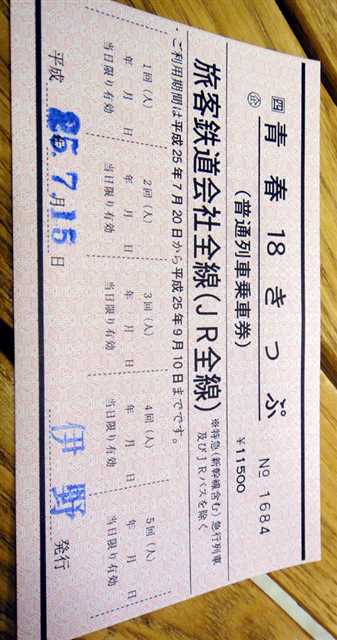 ㊃ 青春18きっぷ
㊭ (普通列車乗車券)
№ 1684
¥11500
旅客鉄道会社全線(JR全線)
※特急(新幹線含む)急行列車
及びJRバスを除く
ご利用期間は平成25年7月20日から平成25年9月10日までです。
1回(人) 2回(人) 3回(人) 4回(人) 5回(人)
年 月 日 年 月 日 年 月 日 年 月 日 年 月 日
当日限り有効 当日限り有効 当日限り有効 当日限り有効 当日限り有効
平成 25.7.15 月 日 伊野 発行